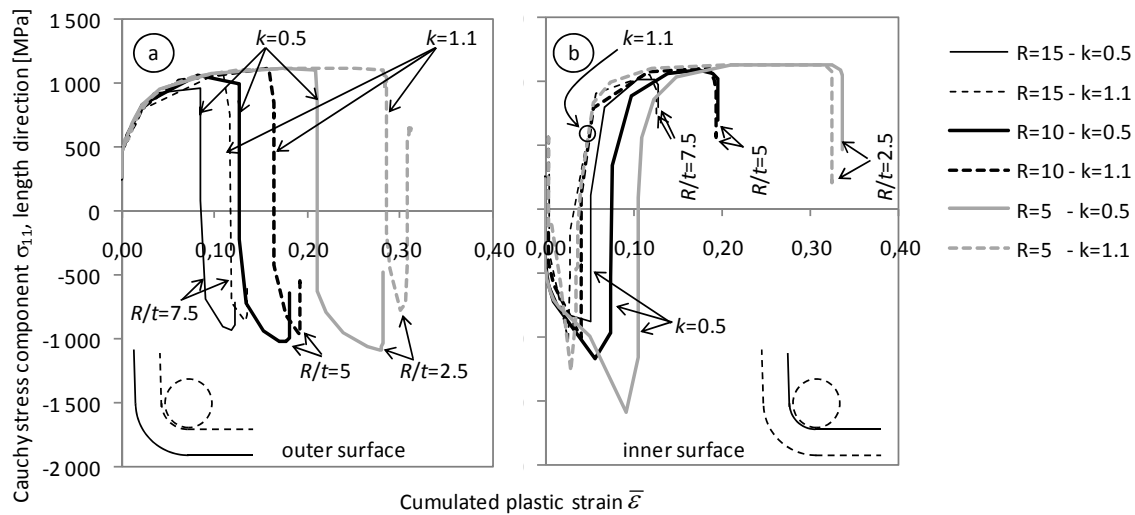 Cauchy stress component σ11, length direction [MPa]
1 500
1 000
500
0
-500
-1 000
-1 500
-2 000
a
k=0.5
k=1.1
0,00
0,10
0,20
0,30
0,40
R/t=7.5
R/t=5
R/t=2.5
outer surface
b
k=1.1
R/t=7.5
R/t=5
R/t=2.5
0,00
0,10
0,20
0,30
0,40
k=0.5
inner surface
Cumulated plastic strain ε̅
R=15 - k=0.5
R=15 - k=1.1
R=10 - k=0.5
R=10 - k=1.1
R=5 - k=0.5
R=5 - k=1.1